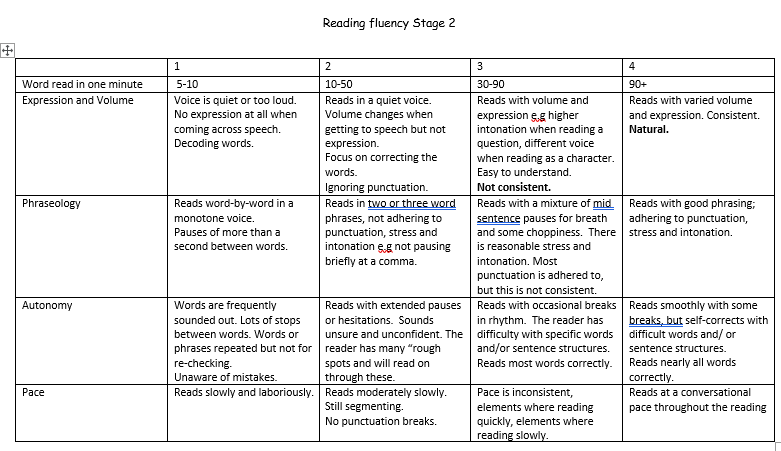 Reading fluency Stage 2
1
2
3
4
Word read in one minute
5-10
10-50
30-90
90+
Expression and Volume
Voice is quiet or too loud.
No expression at all when
coming across speech.
Decoding words.
Reads in a quiet voice.
Volume changes when
getting to speech but not
expression.
Focus on correcting the
words.
Ignoring punctuation.
Reads with volume and
expression e.g higher
intonation when reading a
question, different voice
when reading as a character.
Easy to understand.
Not consistent.
Reads with varied volume
and expression. Consistent.
Natural.
Phraseology
Reads word-by-word in a
monotone voice.
Pauses of more than a
second between words.
Reads in two or three word
phrases, not adhering to
punctuation, stress and
intonation e.g not pausing
briefly at a comma.
Reads with a mixture of mid
sentence pauses for breath
and some choppiness. There
is reasonable stress and
intonation. Most
punctuation is adhered to,
but this is not consistent.
Reads with good phrasing;
adhering to punctuation,
stress and intonation.
Autonomy
Words are frequently
sounded out. Lots of stops
between words. Words or
phrases repeated but not for
re-checking.
Unaware of mistakes.
Reads with extended pauses
or hesitations. Sounds
unsure and unconfident. The
reader has many “rough
spots and will read on
through these.
Reads with occasional breaks
in rhythm. The reader has
difficulty with specific words
and/or sentence structures.
Reads most words correctly.
Reads smoothly with some
breaks, but self-corrects with
difficult words and/ or
sentence structures.
Reads nearly all words
correctly.
Pace
Reads slowly and laboriously.
Reads moderately slowly.
Still segmenting.
No punctuation breaks.
Pace is inconsistent,
elements where reading
quickly, elements where
reading slowly.
Reads at a conversational
pace throughout the reading